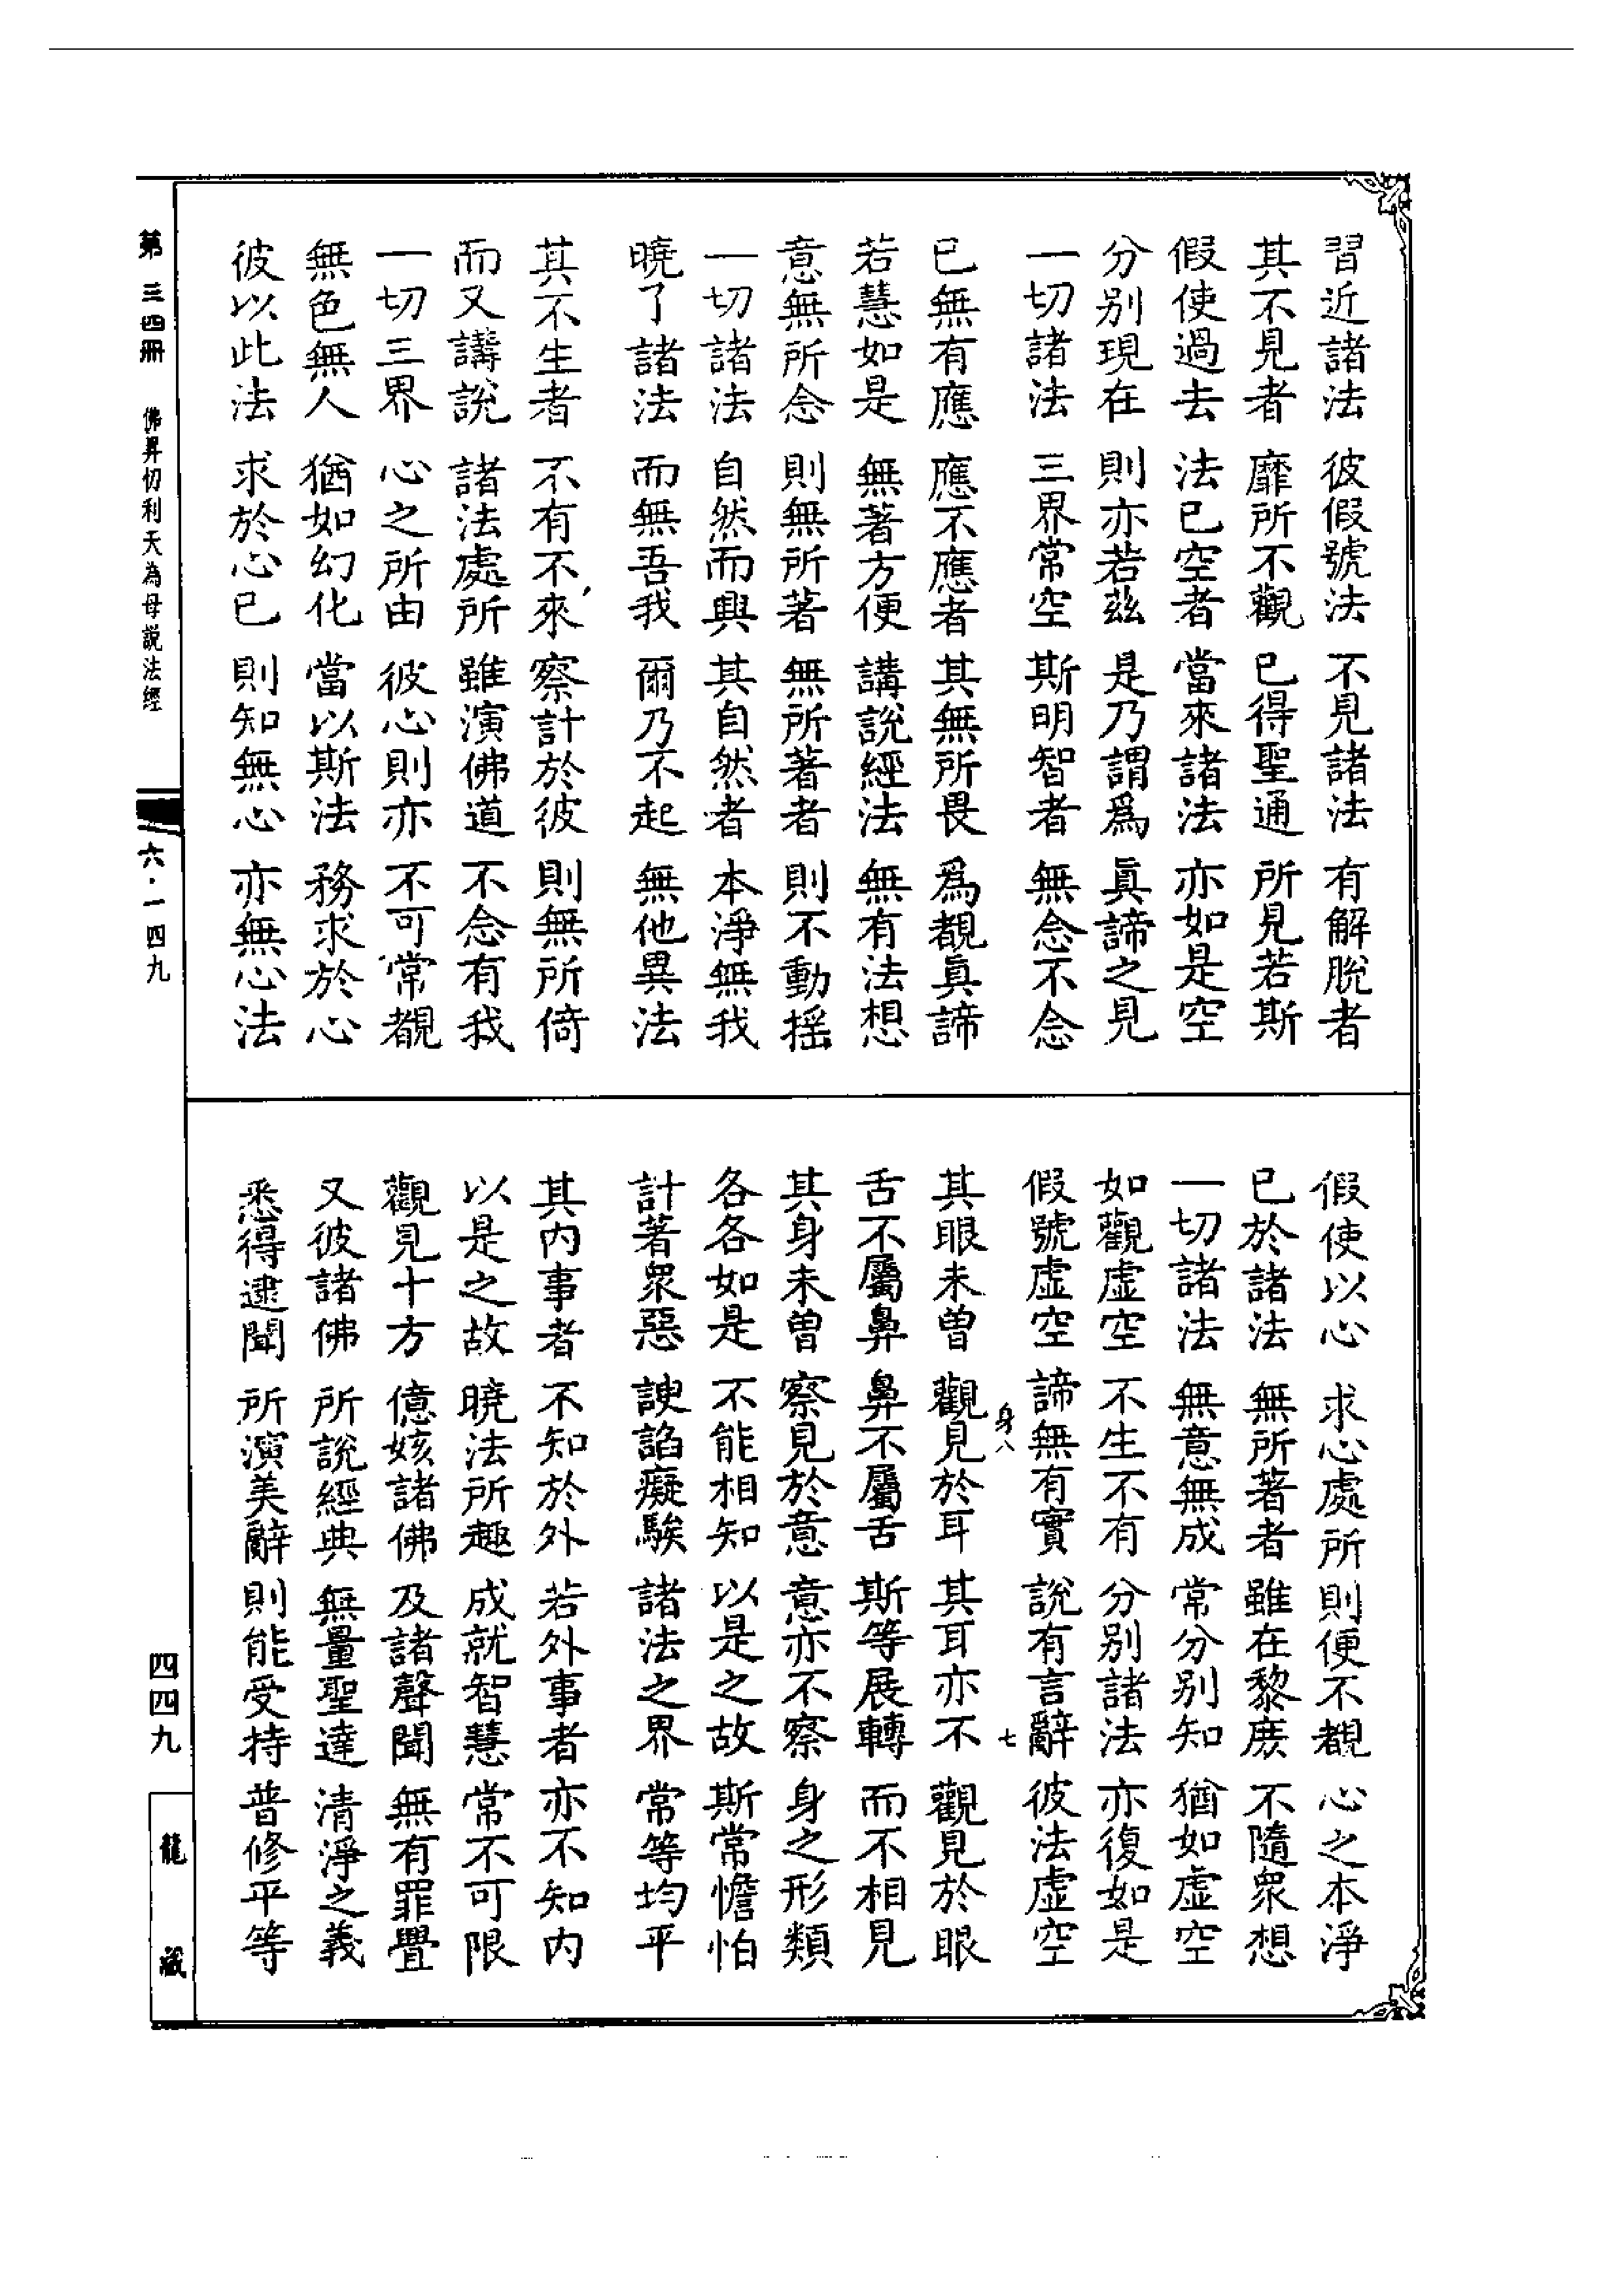 習近諸法　彼假號法　不見諸法　有解脫者
其不見者　靡所不觀　已得聖通　所見若斯
假使過去　法已空者　當來諸法　亦如是空
分别現在　則亦若茲　是乃謂爲　眞諦之見
一切諸法　三界常空　斯明智者　無念不念
已無有應　應不應者　其無所畏　爲覩眞諦
若慧如是　無著方便　講說經法　無有法想
意無所念　則無所著　無所著者　則不動搖
一切諸法　自然而興　其自然者　本淨無我
曉了諸法　而無吾我　爾乃不起　無他異法
其不生者　不有不來　察計於彼　則無所倚
而又講說　諸法處所　雖演佛道　不念有我
一切三界　心之所由　彼心則亦　不可常覩
無色無人　猶如幻化　當以斯法　務求於心
彼以此法　求於心已　則知無心　亦無心法
假使以心　求心處所　則便不覩　心之本淨
已於諸法　無所著者　雖在黎庶　不隨衆想
一切諸法　無意無成　常分别知　猶如虛空
如觀虛空　不生不有　分别諸法　亦復如是
假號虛空　諦無有實　說有言辭　彼法虛空
身八　七
其眼未曾　觀見於耳　其耳亦不　觀見於眼
舌不屬鼻　鼻不屬舌　斯等展轉　而不相見
其身未曾　察見於意　意亦不察　身之形類
各各如是　不能相知　以是之故　斯常憺怕
計著衆惡　諛諂癡騃　諸法之界　常等均平
其内事者　不知於外　若外事者　亦不知内
以是之故　曉法所趣　成就智慧　常不可限
觀見十方　億姟諸佛　及諸聲聞　無有罪釁
又彼諸佛　所說經典　無量聖達　清淨之義
悉得逮聞　所演美辭　則能受持　普修平等
第三四冊　佛昇忉利天為母説法經　六·一四九
四四九　龍藏